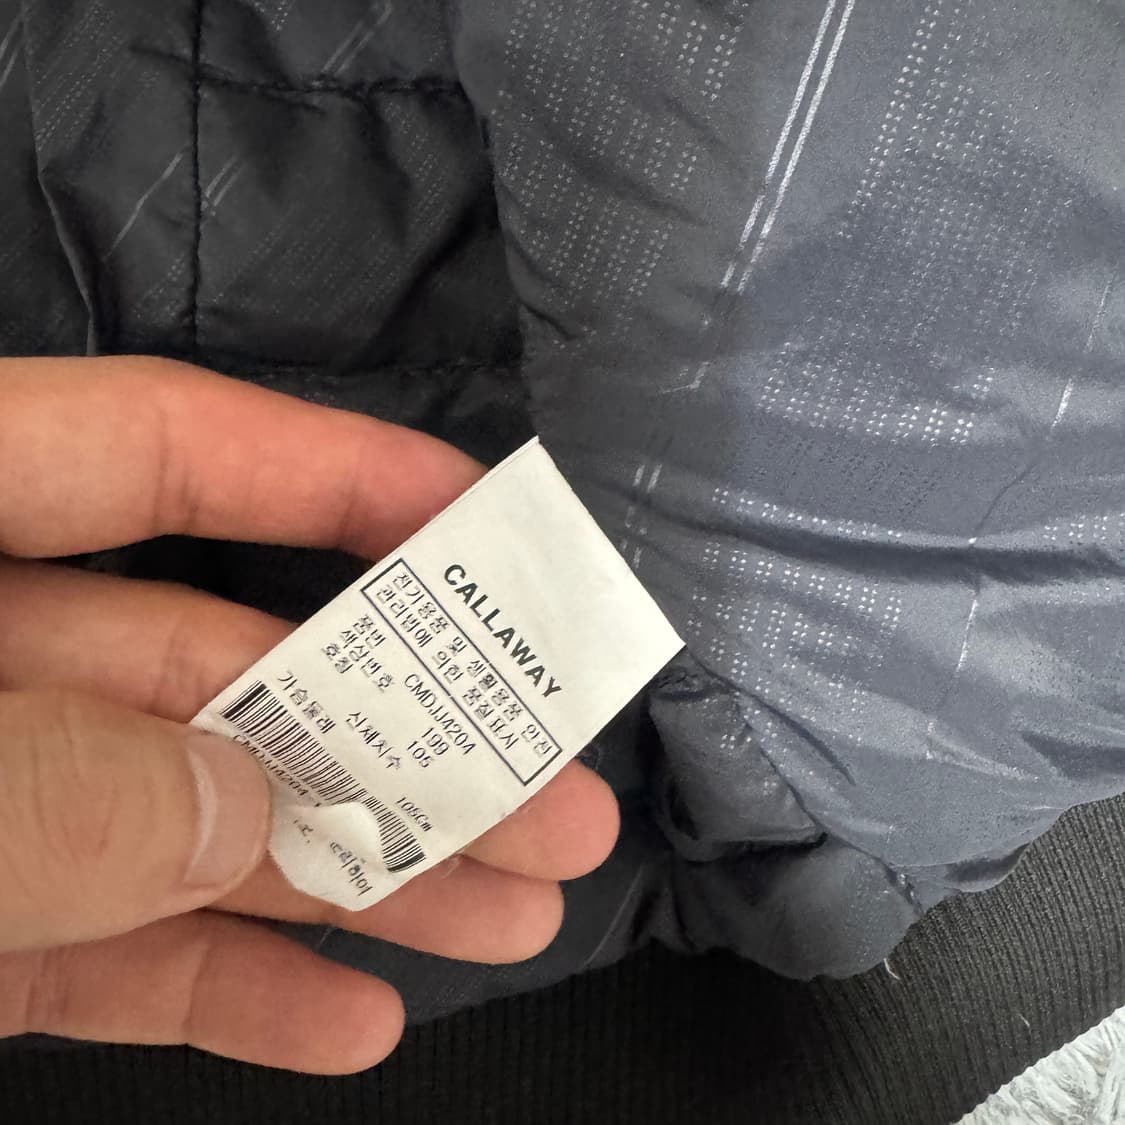 CALLAWAY
전기용품 및 생활용품 안전
관리법에 의한 품질표시
품번 CMDJJ4204
색상번호 199
호칭 105
신체치수
가슴둘레 105Cm